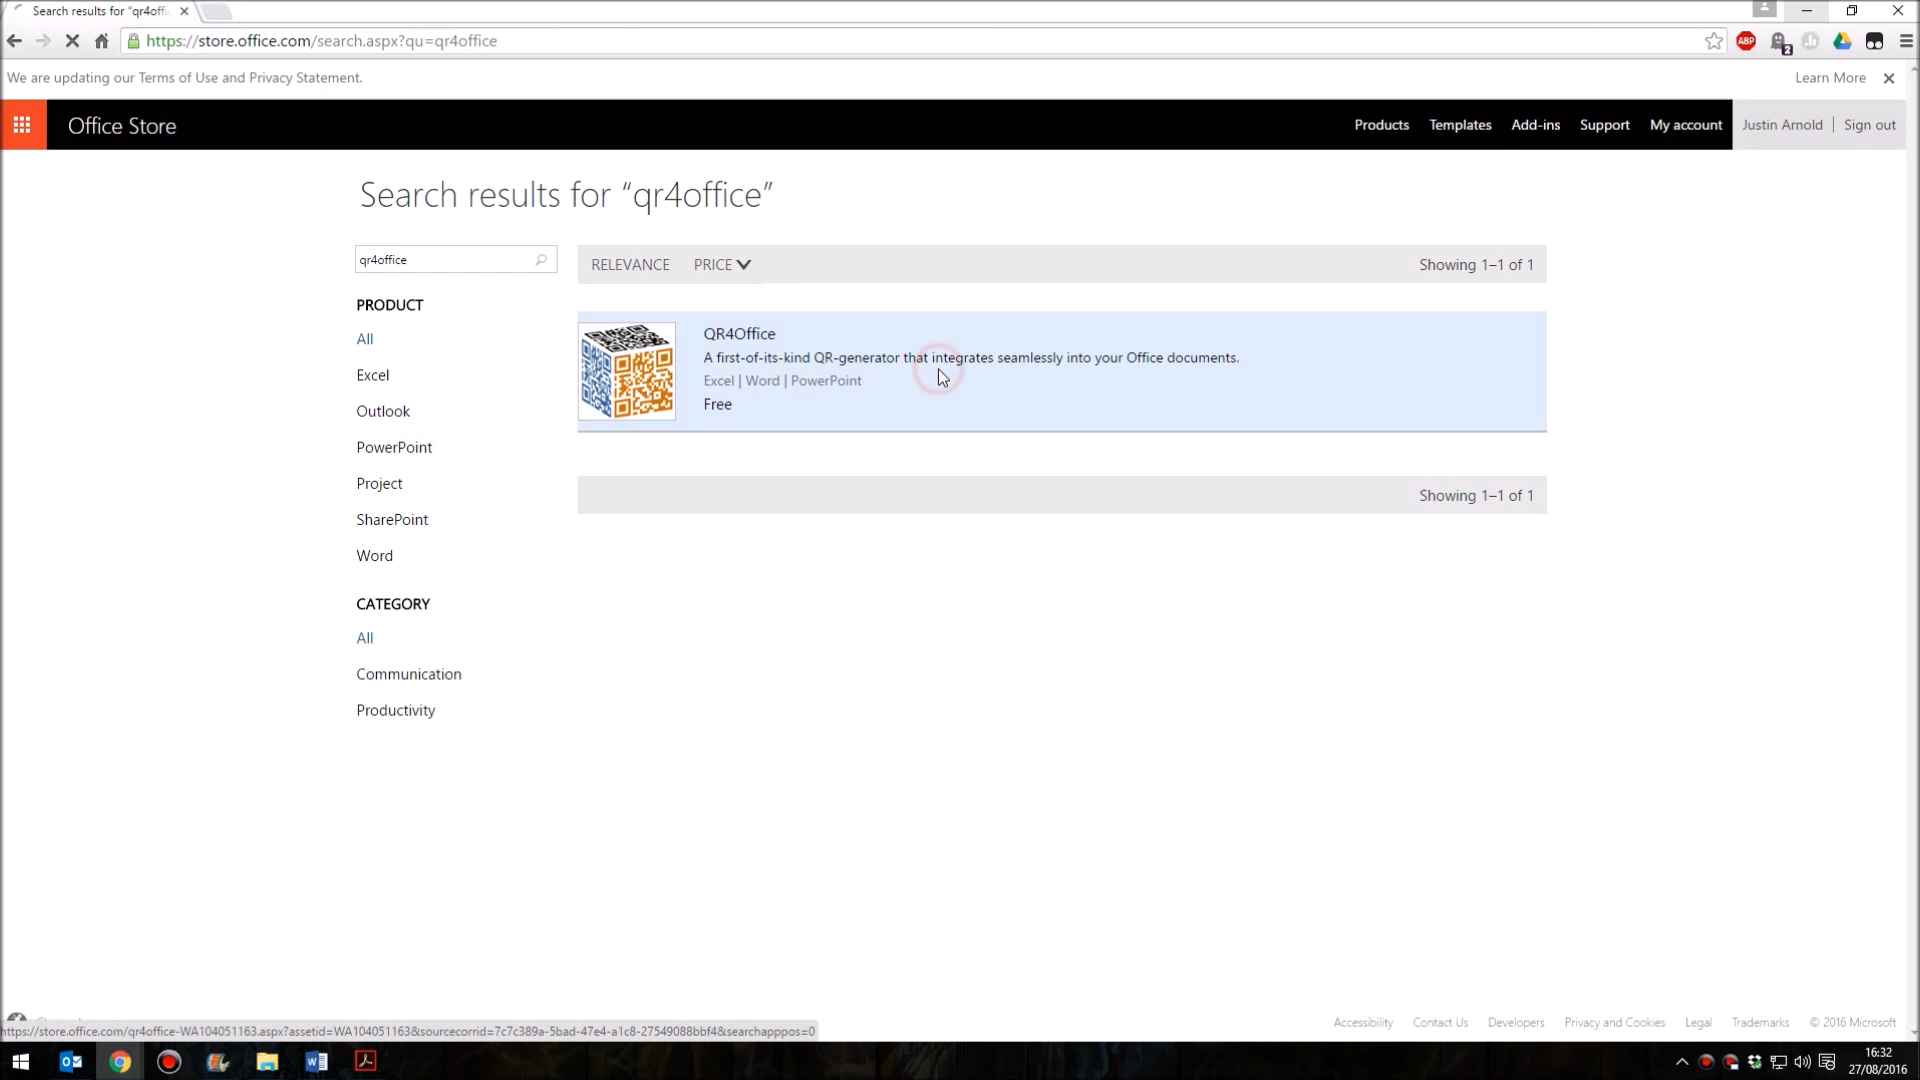 Search results for "qr4offi
https://store.office.com/search.aspx?qu=qr4office
ABP
2
We are updating our Terms of Use and Privacy Statement.
Learn More
Office Store
Products
Templates
Add-ins
Support
My account
Justin Arnold
Sign out
Search results for “qr4office”
qr4office
RELEVANCE
PRICE
Showing 1–1 of 1
PRODUCT
All
Excel
Outlook
PowerPoint
Project
SharePoint
Word
QR4Office
A first-of-its-kind QR-generator that integrates seamlessly into your Office documents.
Excel | Word | PowerPoint
Free
Showing 1–1 of 1
CATEGORY
All
Communication
Productivity
https://store.office.com/qr4office-WA104051163.aspx?assetid=WA104051163&sourcecorrid=7c7c389a-5bad-47e4-a1c8-27549088bbf4&searchapppos=0
Accessibility
Contact Us
Developers
Privacy and Cookies
Legal
Trademarks
© 2016 Microsoft
16:32
27/08/2016